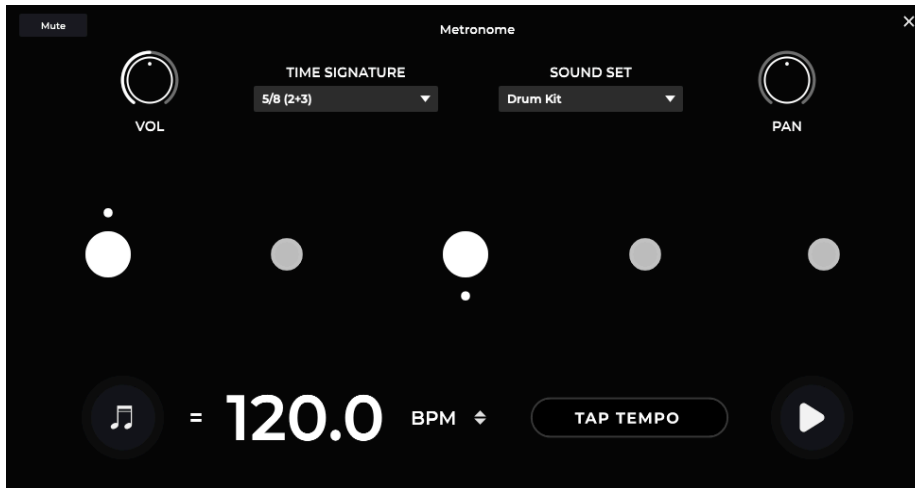 Mute
Metronome
TIME SIGNATURE
SOUND SET
5/8 (2+3)
Drum Kit
VOL
PAN
= 120.0 BPM
TAP TEMPO